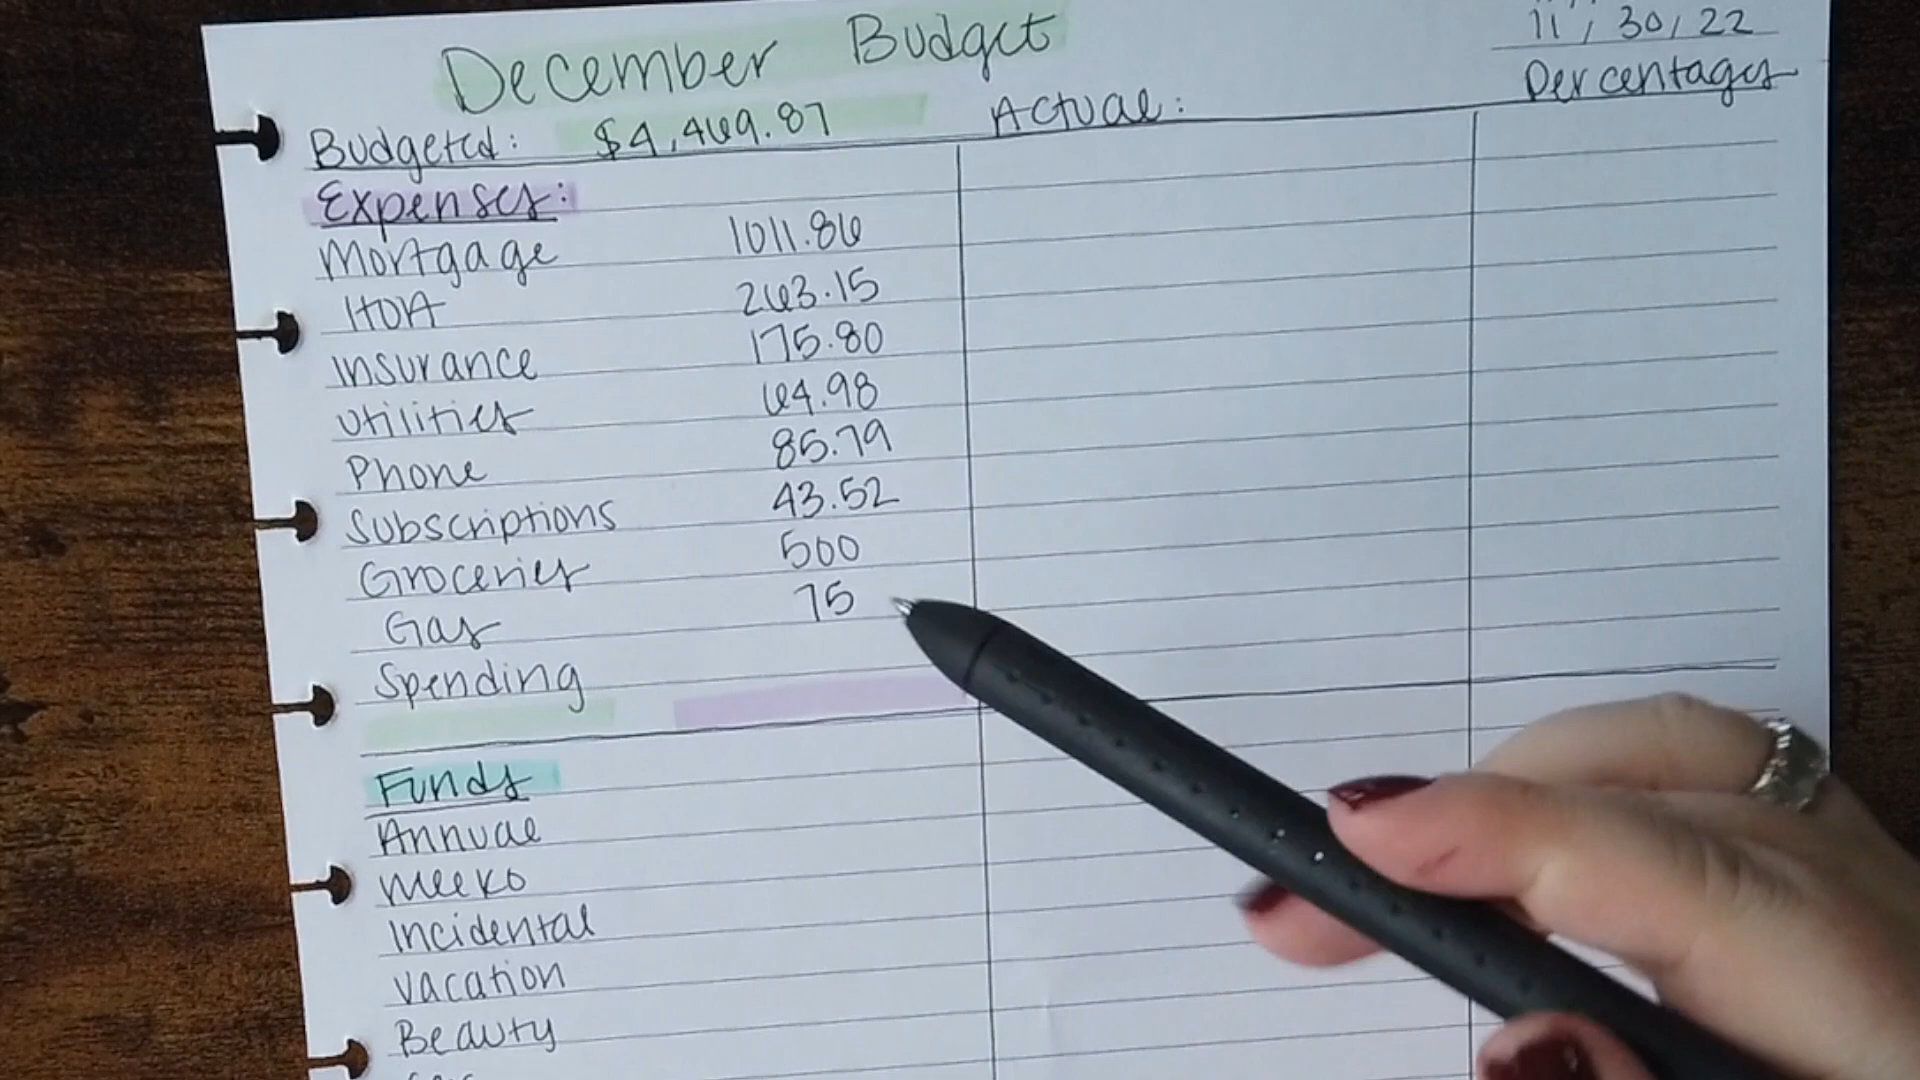 December Budget
11/30/22
Percentages
Budgeted: $4,469.87 Actual:
Expenses:
Mortgage 1011.86
HOA 263.15
Insurance 175.80
Utilities 64.98
Phone 85.79
Subscriptions 43.52
Groceries 500
Gas 75
Spending
Funds
Annual
Meeko
Incidental
Vacation
Beauty